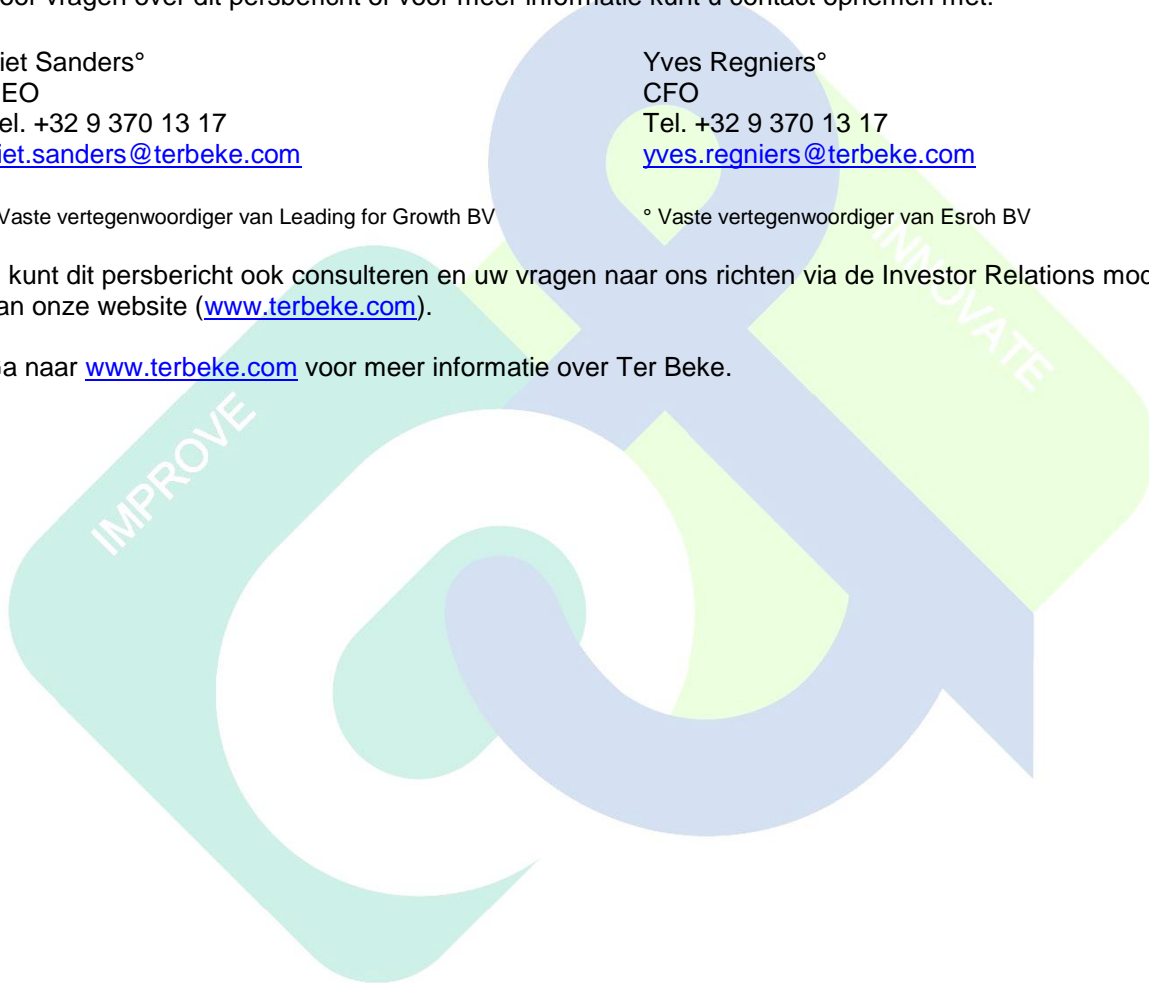 oor vragen over dit persbericht of voor meer informatie kunt u contact opnemen met:
iet Sanders°
EO
el. +32 9 370 13 17
iet.sanders@terbeke.com
Vaste vertegenwoordiger van Leading for Growth BV
Yves Regniers°
CFO
Tel. +32 9 370 13 17
yves.regniers@terbeke.com
° Vaste vertegenwoordiger van Esroh BV
kunt dit persbericht ook consulteren en uw vragen naar ons richten via de Investor Relations mod
an onze website (www.terbeke.com).
a naar www.terbeke.com voor meer informatie over Ter Beke.
INNOVATE
IMPROVE